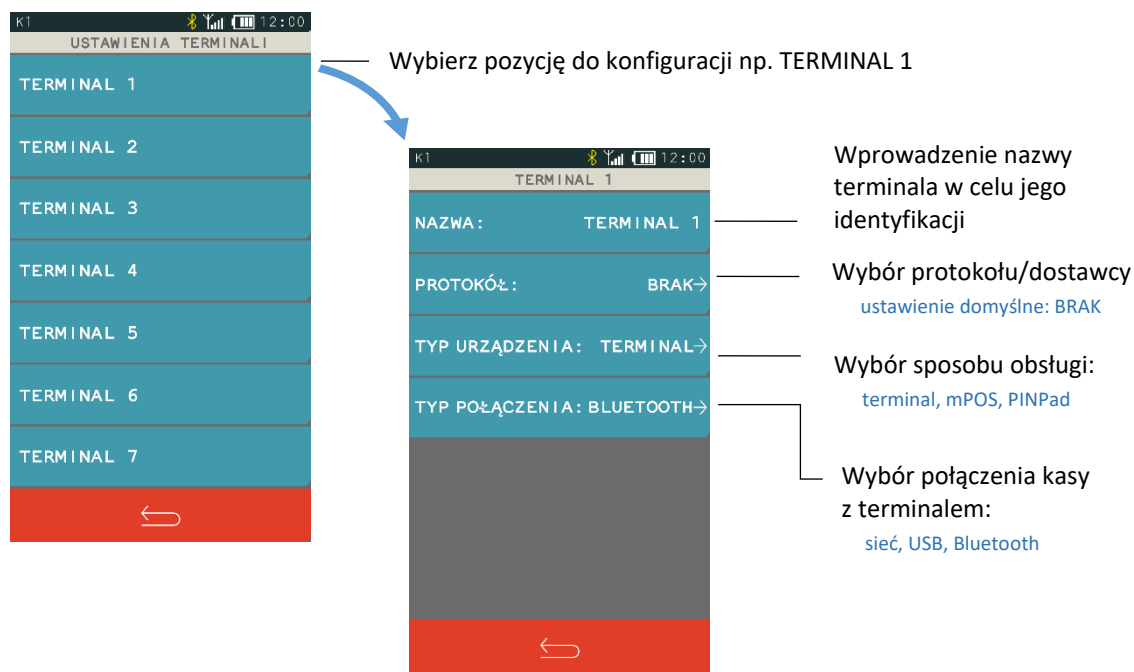 K1 12:00
USTAWIENIA TERMINALI
TERMINAL 1
TERMINAL 2
TERMINAL 3
TERMINAL 4
TERMINAL 5
TERMINAL 6
TERMINAL 7
Wybierz pozycję do konfiguracji np. TERMINAL 1
K1 12:00
TERMINAL 1
NAZWA: TERMINAL 1
PROTOKÓŁ: BRAK→
TYP URZĄDZENIA: TERMINAL→
TYP POŁĄCZENIA: BLUETOOTH→
Wprowadzenie nazwy
terminala w celu jego
identyfikacji
Wybór protokołu/dostawcy
ustawienie domyślne: BRAK
Wybór sposobu obsługi:
terminal, mPOS, PINPad
Wybór połączenia kasy
z terminalem:
sieć, USB, Bluetooth